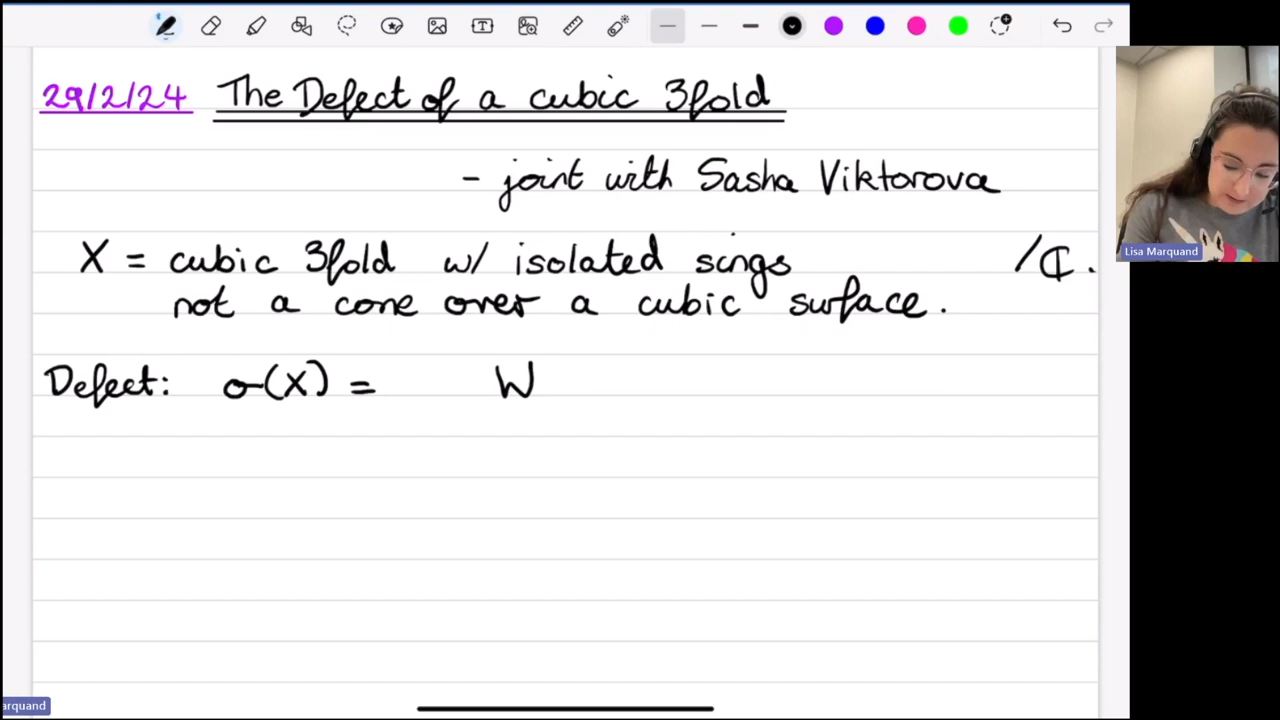 29/2/24 The Defect of a cubic 3fold
- joint with Sasha Viktorova
X = cubic 3fold w/ isolated sings /ℂ.
not a cone over a cubic surface.
Defect: σ(X) = W
Lisa Marquand
arquand